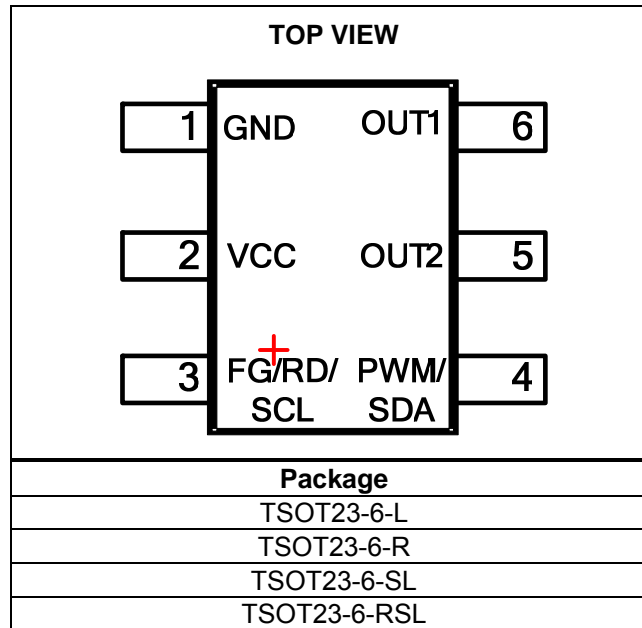 TOP VIEW
1 GND OUT1 6
2 VCC OUT2 5
3 FG/RD/ PWM/ 4
SCL SDA
Package
TSOT23-6-L
TSOT23-6-R
TSOT23-6-SL
TSOT23-6-RSL